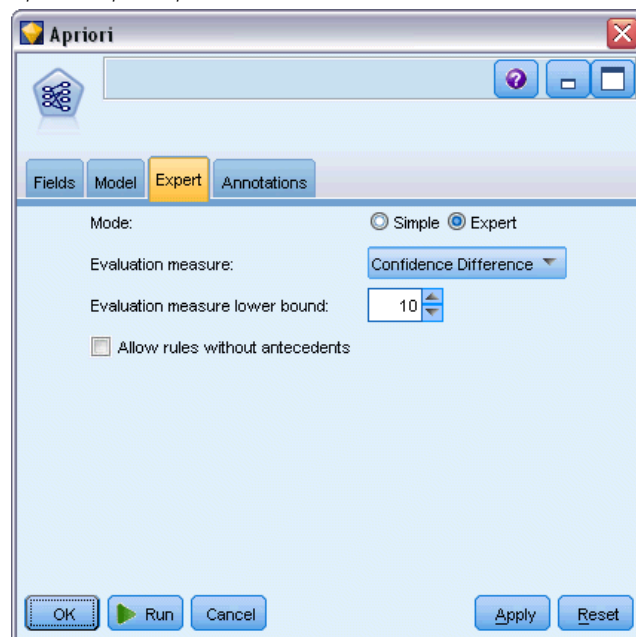 Apriori
Fields Model Expert Annotations
Mode: Simple Expert
Evaluation measure: Confidence Difference
Evaluation measure lower bound: 10
Allow rules without antecedents
OK Run Cancel Apply Reset